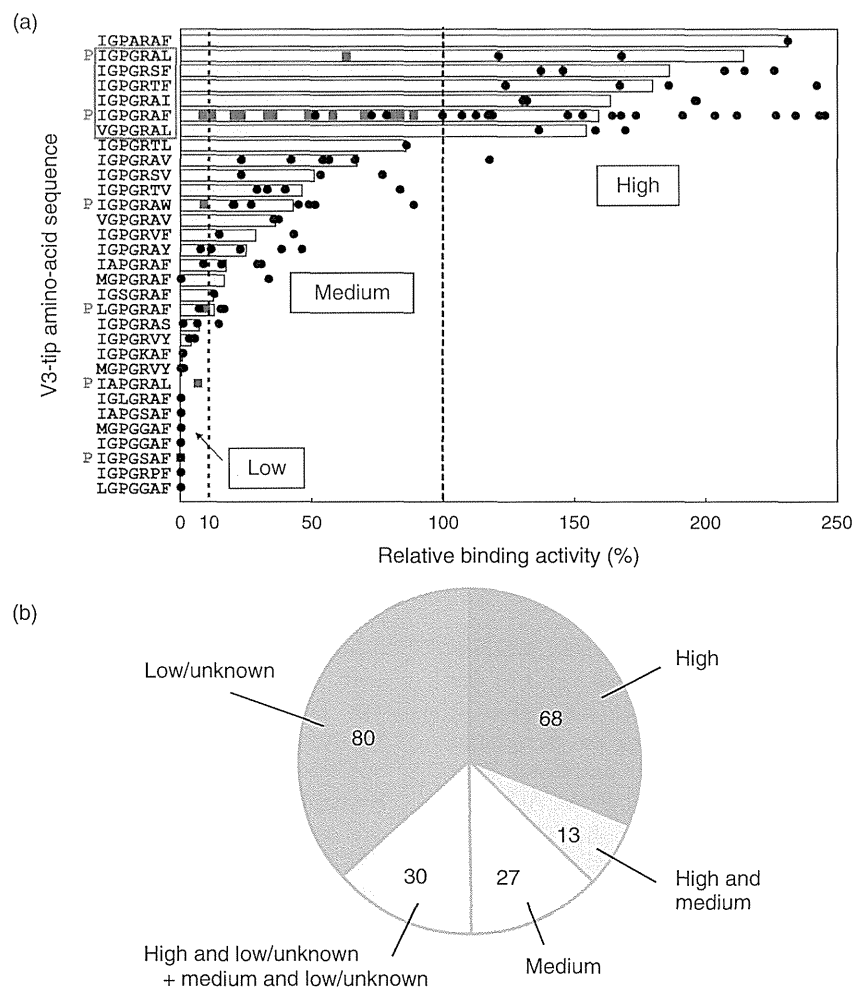 (a)
V3-tip amino-acid sequence
IGPARAF
P IGPGRAL
IGPGRSF
IGPGRTF
IGPGRAI
P IGPGRAF
VGPGRAL
IGPGRTL
IGPGRAV
IGPGRSV
IGPGRTV
P IGPGRAW
VGPGRAV
IGPGRVF
IGPGRAY
IAPGRAF
MGPGRAF
IGSGRAF
P LGPGRAF
IGPGRAS
IGPGRVY
IGPGKAF
MGPGRVY
P IAPGRAL
IGLGRAF
IAPGSAF
MGPGGAF
IGPGGAF
P IGPGSAF
IGPGRPF
LGPGGAF
High
Medium
Low
0 10 50 100 150 200 250
Relative binding activity (%)
(b)
Low/unknown
High
80
68
13
30
27
High and
medium
High and low/unknown
+ medium and low/unknown
Medium